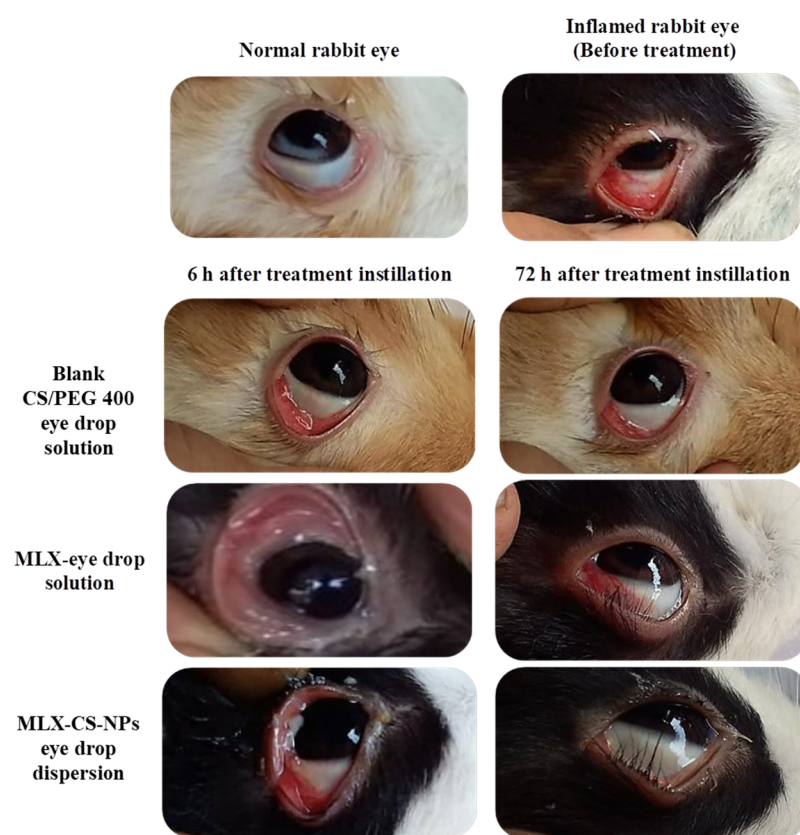 Normal rabbit eye
Inflamed rabbit eye
(Before treatment)
6 h after treatment instillation
72 h after treatment instillation
Blank
CS/PEG 400
eye drop
solution
MLX-eye drop
solution
MLX-CS-NPs
eye drop
dispersion